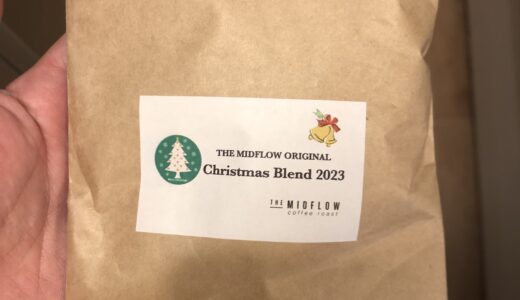 THE MIDFLOW ORIGINAL
Christmas Blend 2023
THE MIDFLOW
coffee roast